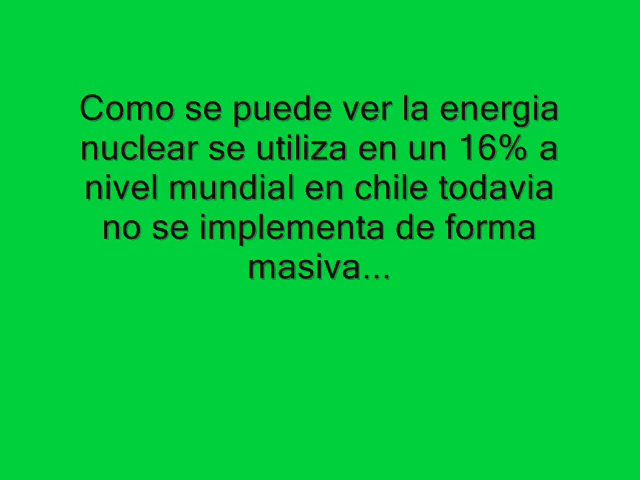 Como se puede ver la energia
nuclear se utiliza en un 16% a
nivel mundial en chile todavia
no se implementa de forma
masiva...